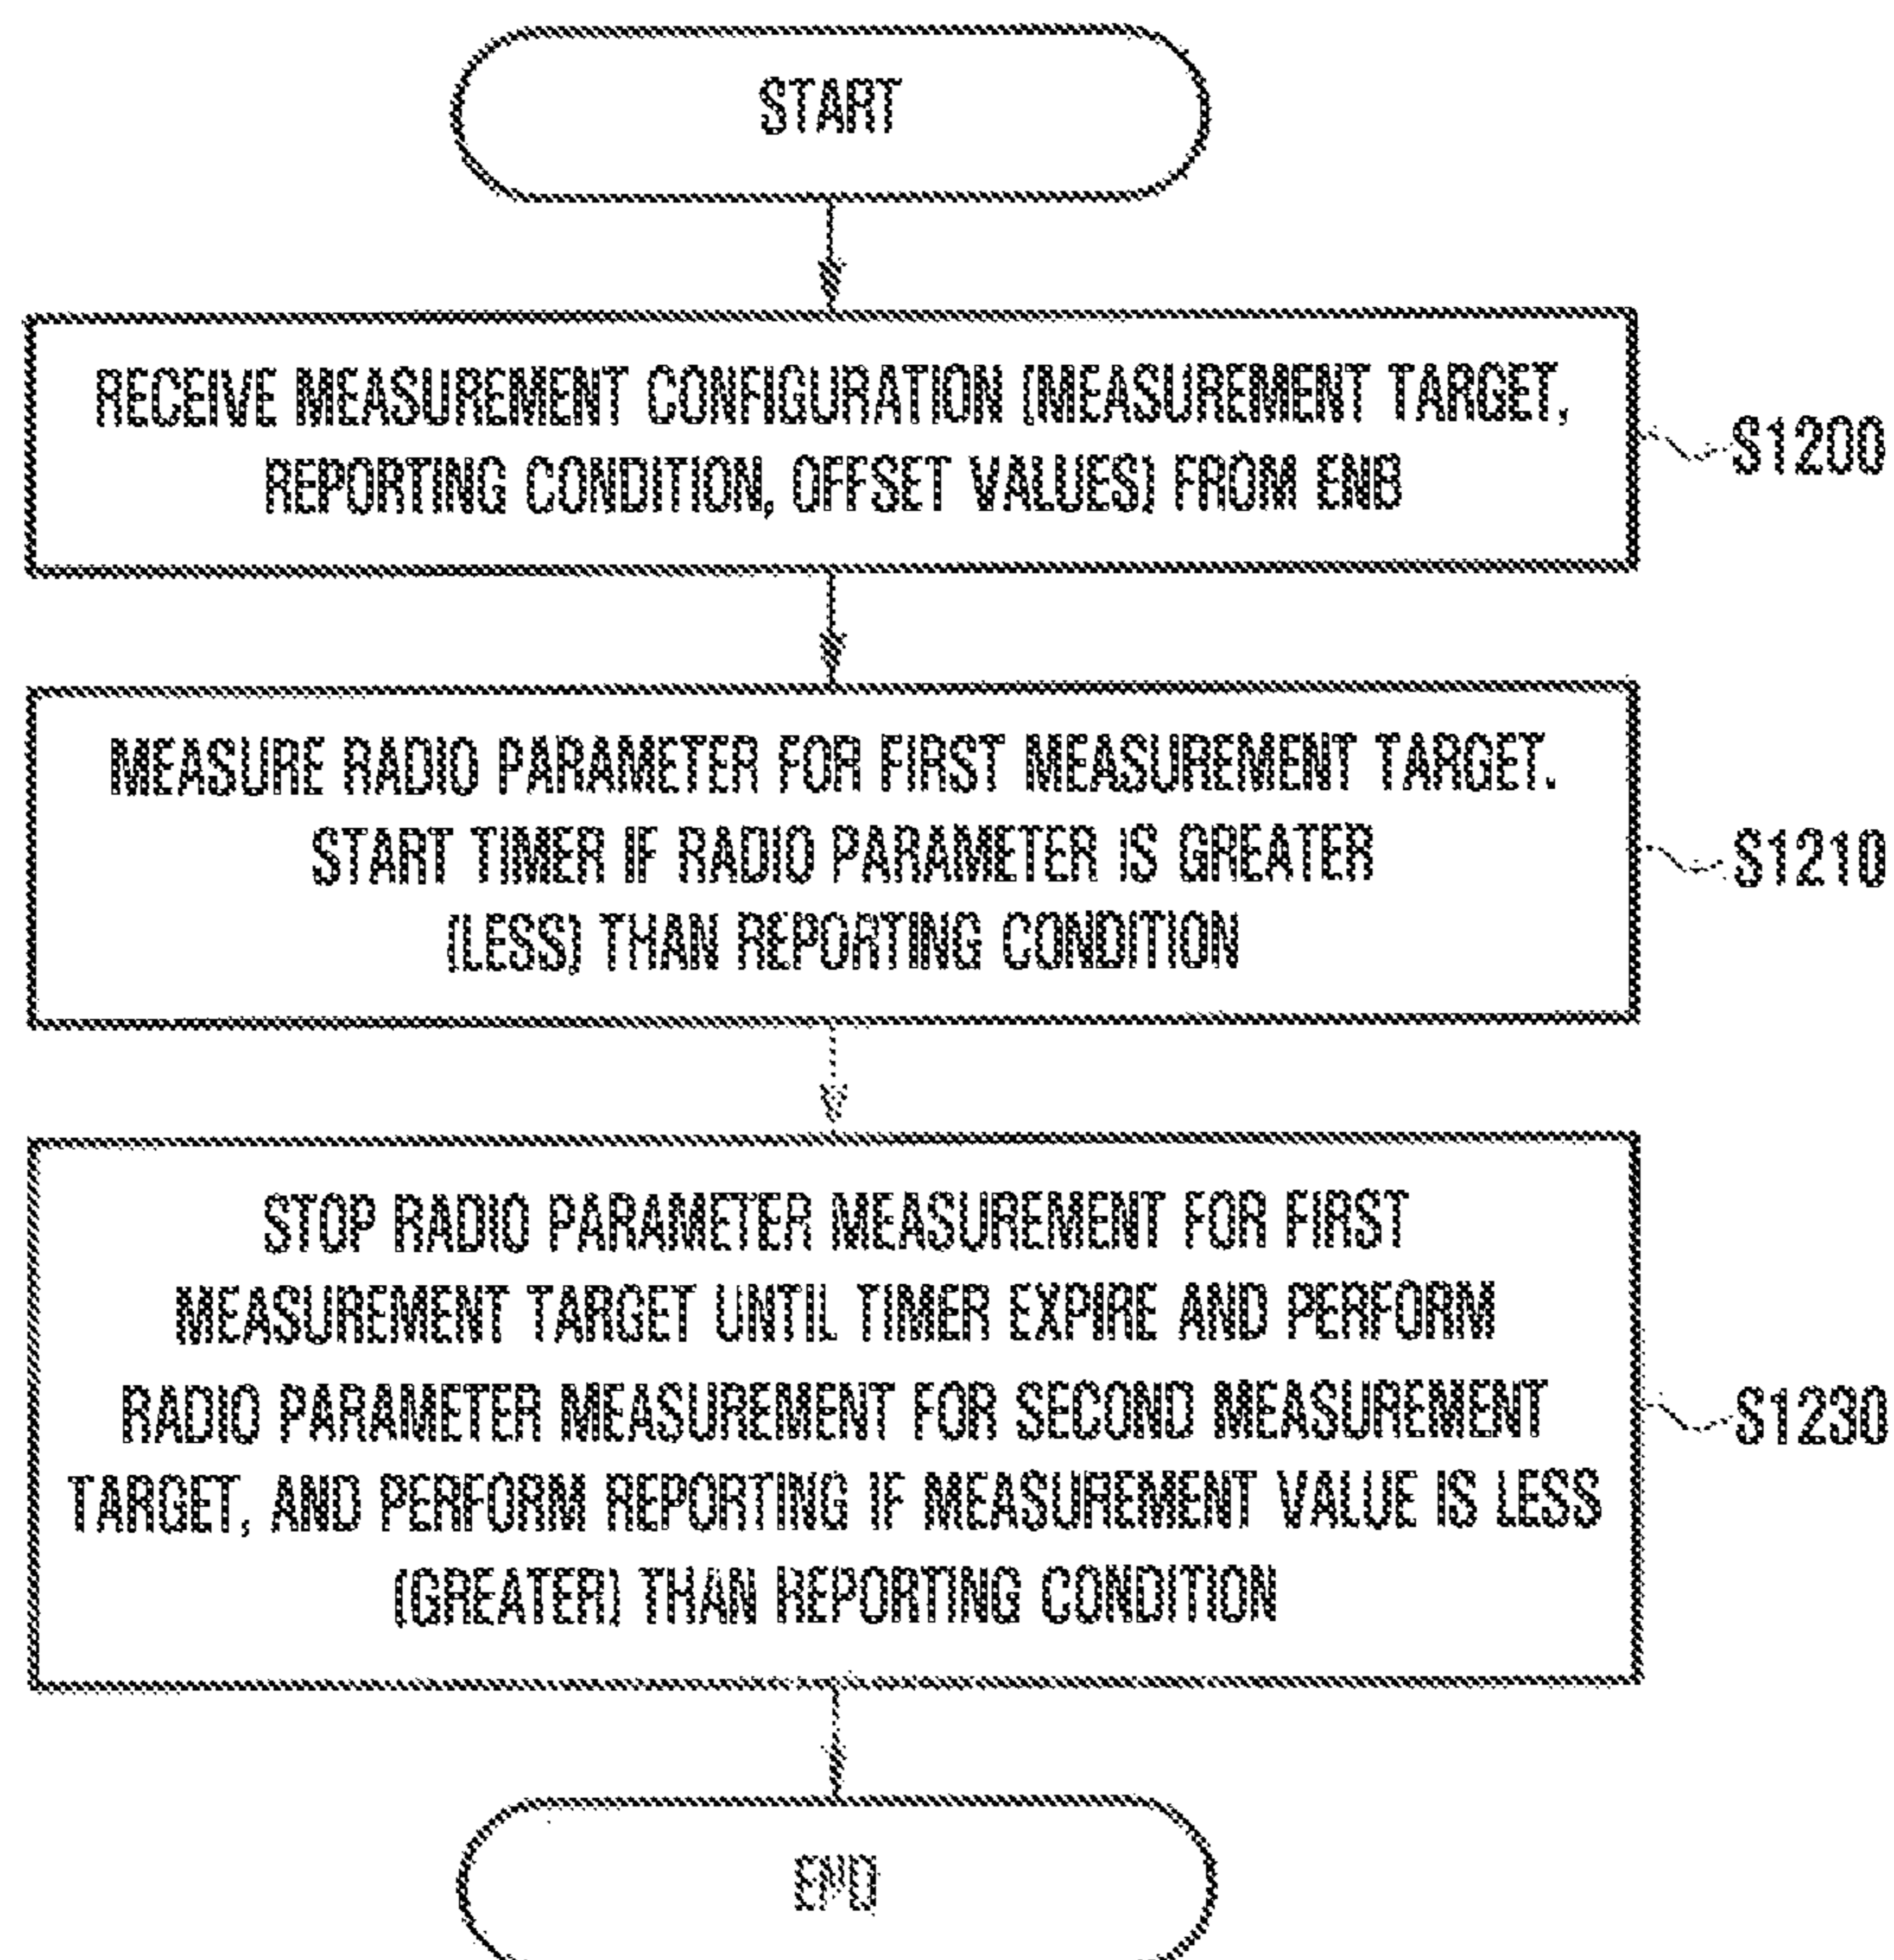 START
RECEIVE MEASUREMENT CONFIGURATION (MEASUREMENT TARGET,
REPORTING CONDITION, OFFSET VALUES) FROM ENB
S1200
MEASURE RADIO PARAMETER FOR FIRST MEASUREMENT TARGET.
START TIMER IF RADIO PARAMETER IS GREATER
(LESS) THAN REPORTING CONDITION
S1210
STOP RADIO PARAMETER MEASUREMENT FOR FIRST
MEASUREMENT TARGET UNTIL TIMER EXPIRE AND PERFORM
RADIO PARAMETER MEASUREMENT FOR SECOND MEASUREMENT
TARGET, AND PERFORM REPORTING IF MEASUREMENT VALUE IS LESS
(GREATER) THAN REPORTING CONDITION
S1230
END